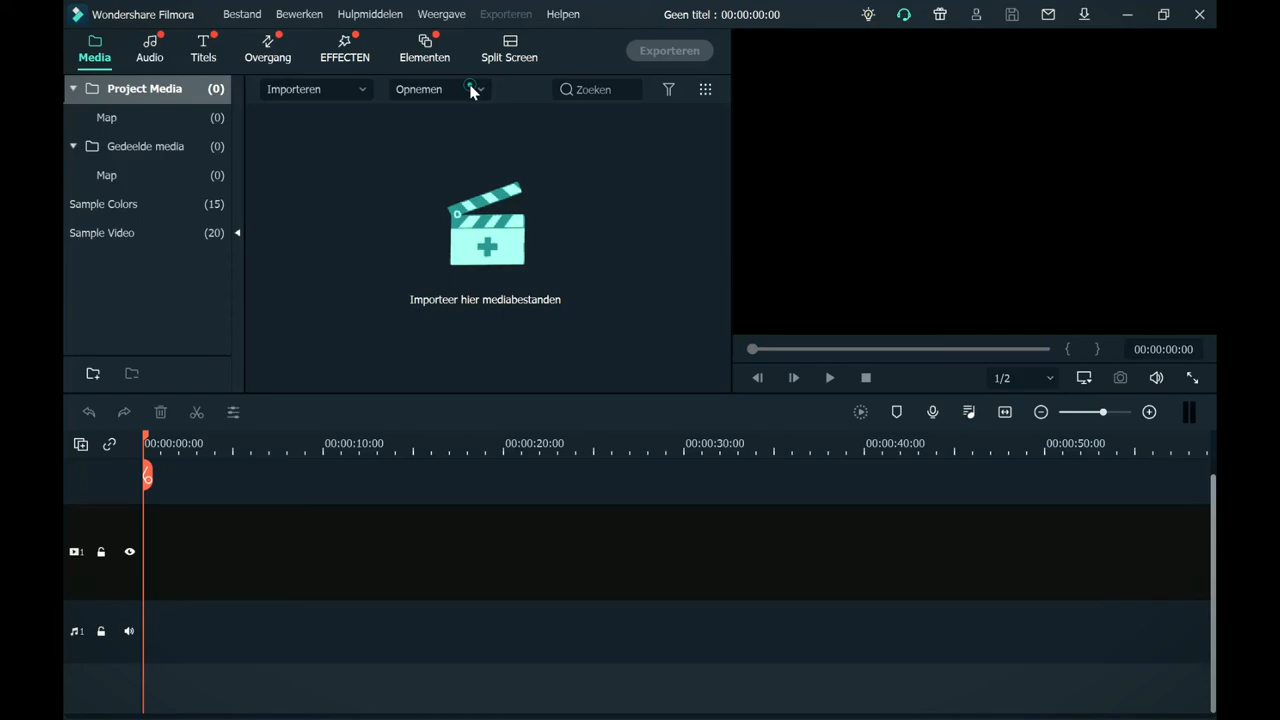 Wondershare Filmora Bestand Bewerken Hulpmiddelen Weergave Exporteren Helpen Geen titel : 00:00:00:00
Media Audio Titels Overgang EFFECTEN Elementen Split Screen Exporteren
Project Media (0) Importeren Opnemen Zoeken
Map (0)
Gedeelde media (0)
Map (0)
Sample Colors (15)
Sample Video (20)
Importeer hier mediabestanden
{ } 00:00:00:00
1/2
00:00:00:00 00:00:10:00 00:00:20:00 00:00:30:00 00:00:40:00 00:00:50:00
1
1